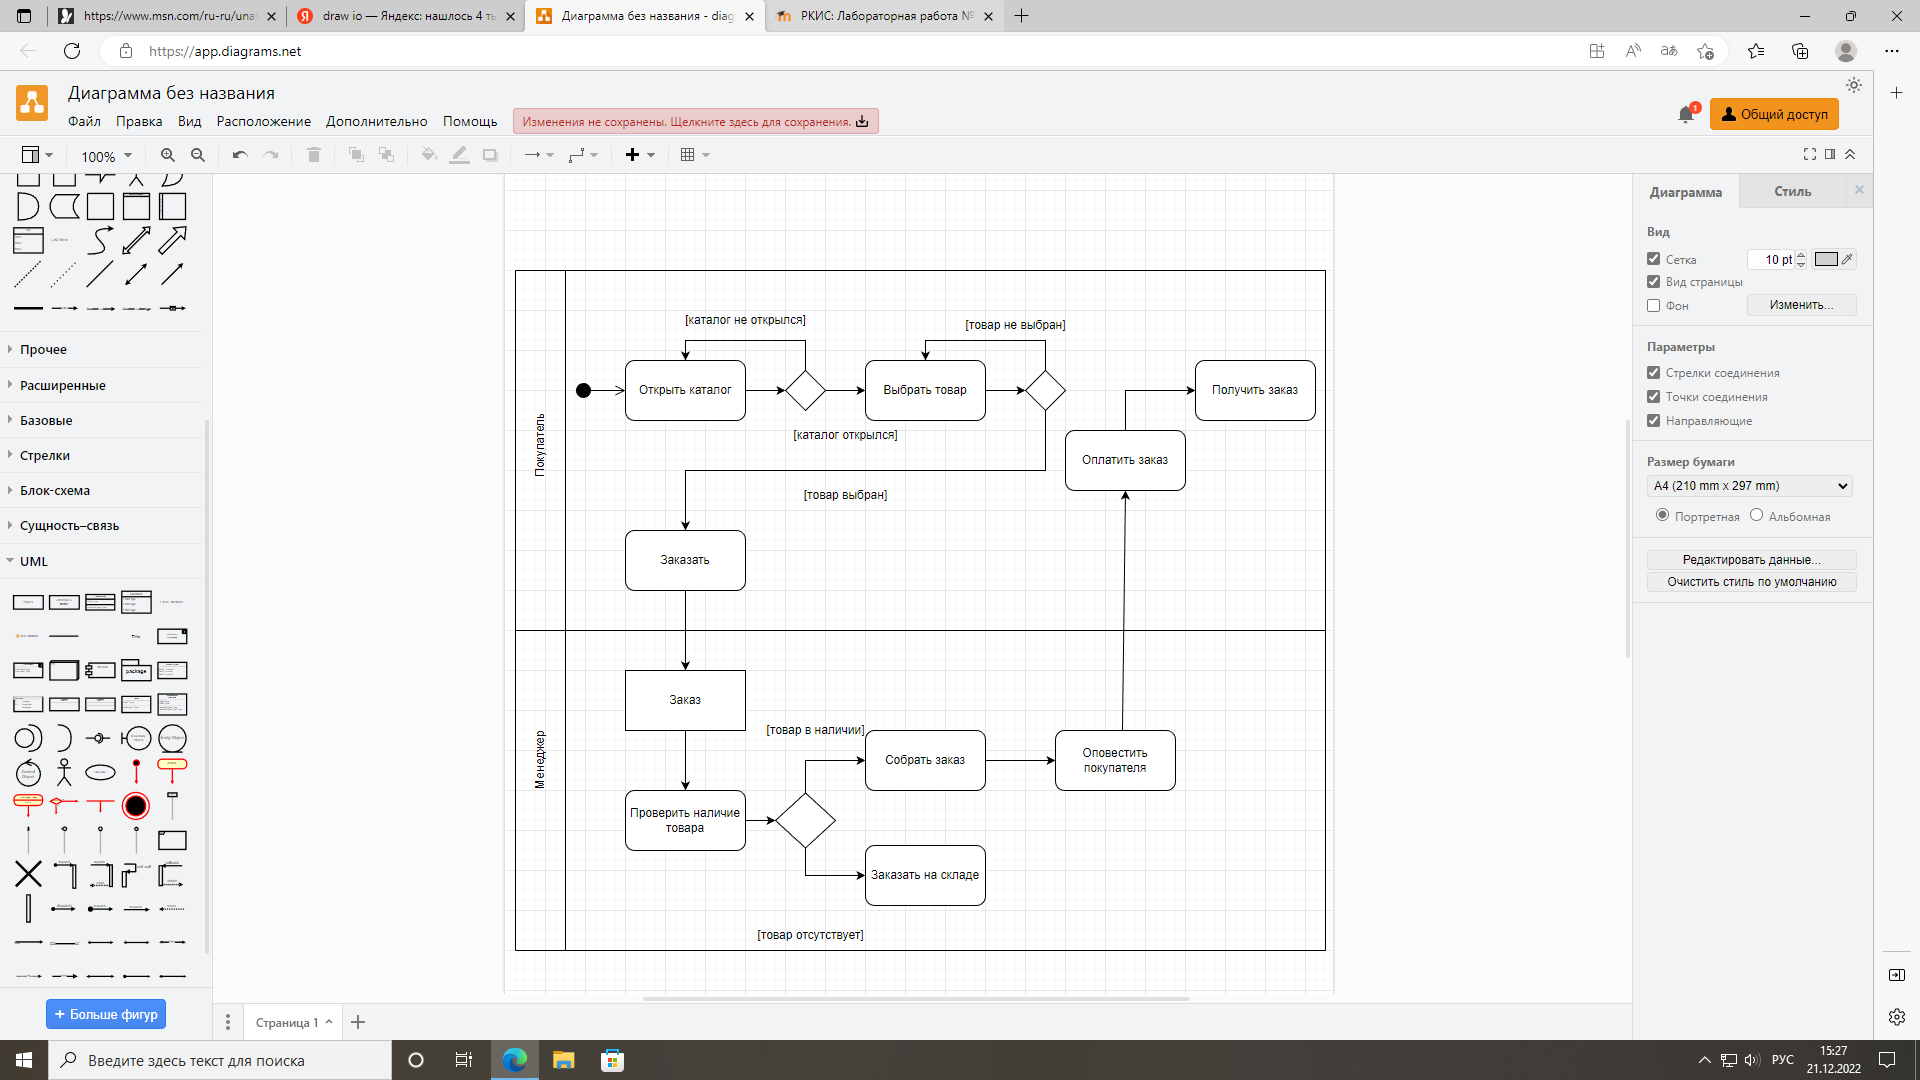 https://www.msn.com/ru-ru/una
draw io — Яндекс: нашлось 4 ть
Диаграмма без названия - diag
РКИС: Лабораторная работа №
https://app.diagrams.net
Диаграмма без названия
Файл Правка Вид Расположение Дополнительно Помощь
Изменения не сохранены. Щелкните здесь для сохранения.
1
Общий доступ
100%
Прочее
Расширенные
Базовые
Стрелки
Блок-схема
Сущность–связь
UML
package
Больше фигур
Покупатель
[каталог не открылся]
[товар не выбран]
Открыть каталог
Выбрать товар
Получить заказ
[каталог открылся]
Оплатить заказ
[товар выбран]
Заказать
Менеджер
Заказ
[товар в наличии]
Собрать заказ
Оповестить
покупателя
Проверить наличие
товара
Заказать на складе
[товар отсутствует]
Страница 1
Диаграмма
Стиль
Вид
Сетка
10 pt
Вид страницы
Фон
Изменить...
Параметры
Стрелки соединения
Точки соединения
Направляющие
Размер бумаги
A4 (210 mm x 297 mm)
Портретная
Альбомная
Редактировать данные...
Очистить стиль по умолчанию
Введите здесь текст для поиска
РУС
15:27
21.12.2022